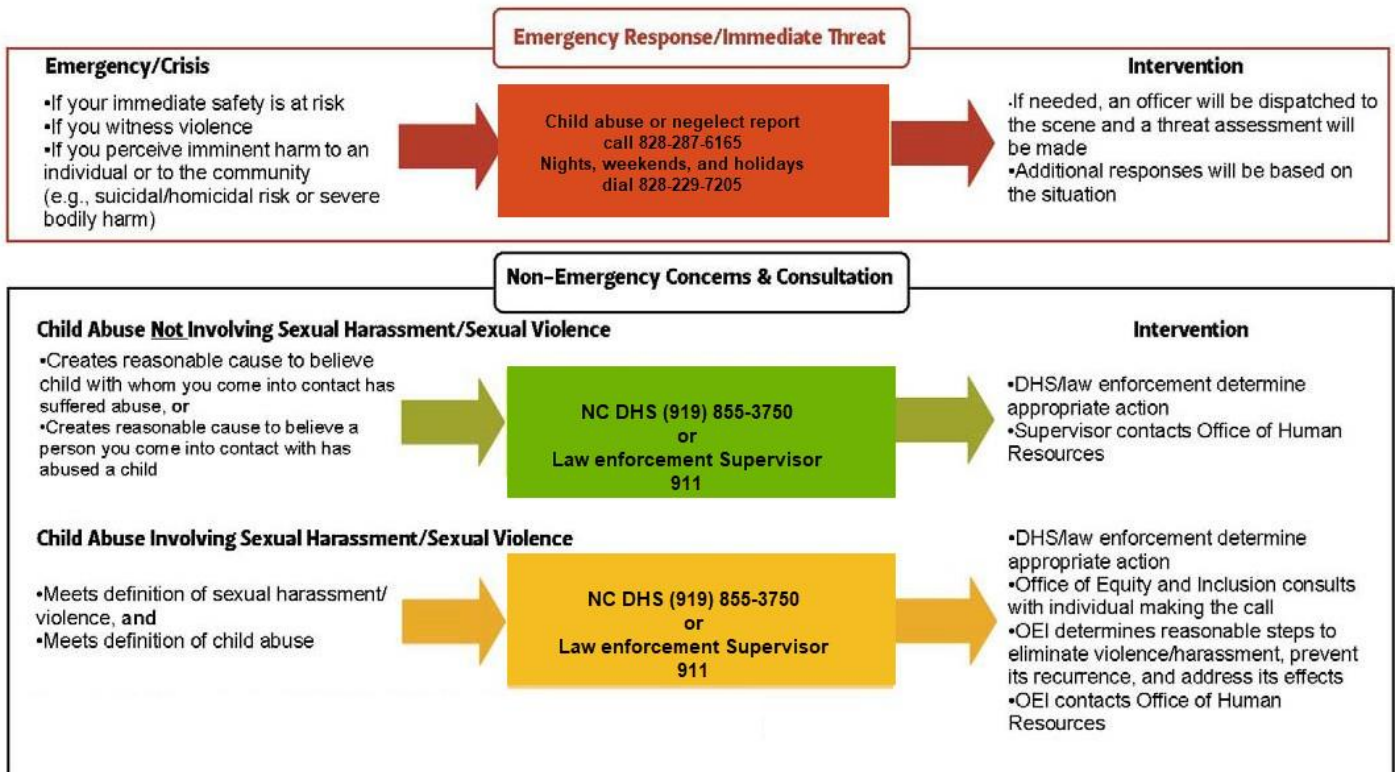 Emergency Response/Immediate Threat
Emergency/Crisis
•If your immediate safety is at risk
•If you witness violence
•If you perceive imminent harm to an
individual or to the community
(e.g., suicidal/homicidal risk or severe
bodily harm)
Child abuse or negelect report
call 828-287-6165
Nights, weekends, and holidays
dial 828-229-7205
Intervention
•If needed, an officer will be dispatched to
the scene and a threat assessment will
be made
•Additional responses will be based on
the situation
Non-Emergency Concerns & Consultation
Child Abuse Not Involving Sexual Harassment/Sexual Violence
•Creates reasonable cause to believe
child with whom you come into contact has
suffered abuse, or
•Creates reasonable cause to believe a
person you come into contact with has
abused a child
NC DHS (919) 855-3750
or
Law enforcement Supervisor
911
Intervention
•DHS/law enforcement determine
appropriate action
•Supervisor contacts Office of Human
Resources
Child Abuse Involving Sexual Harassment/Sexual Violence
•Meets definition of sexual harassment/
violence, and
•Meets definition of child abuse
NC DHS (919) 855-3750
or
Law enforcement Supervisor
911
•DHS/law enforcement determine
appropriate action
•Office of Equity and Inclusion consults
with individual making the call
•OEI determines reasonable steps to
eliminate violence/harassment, prevent
its recurrence, and address its effects
•OEI contacts Office of Human
Resources